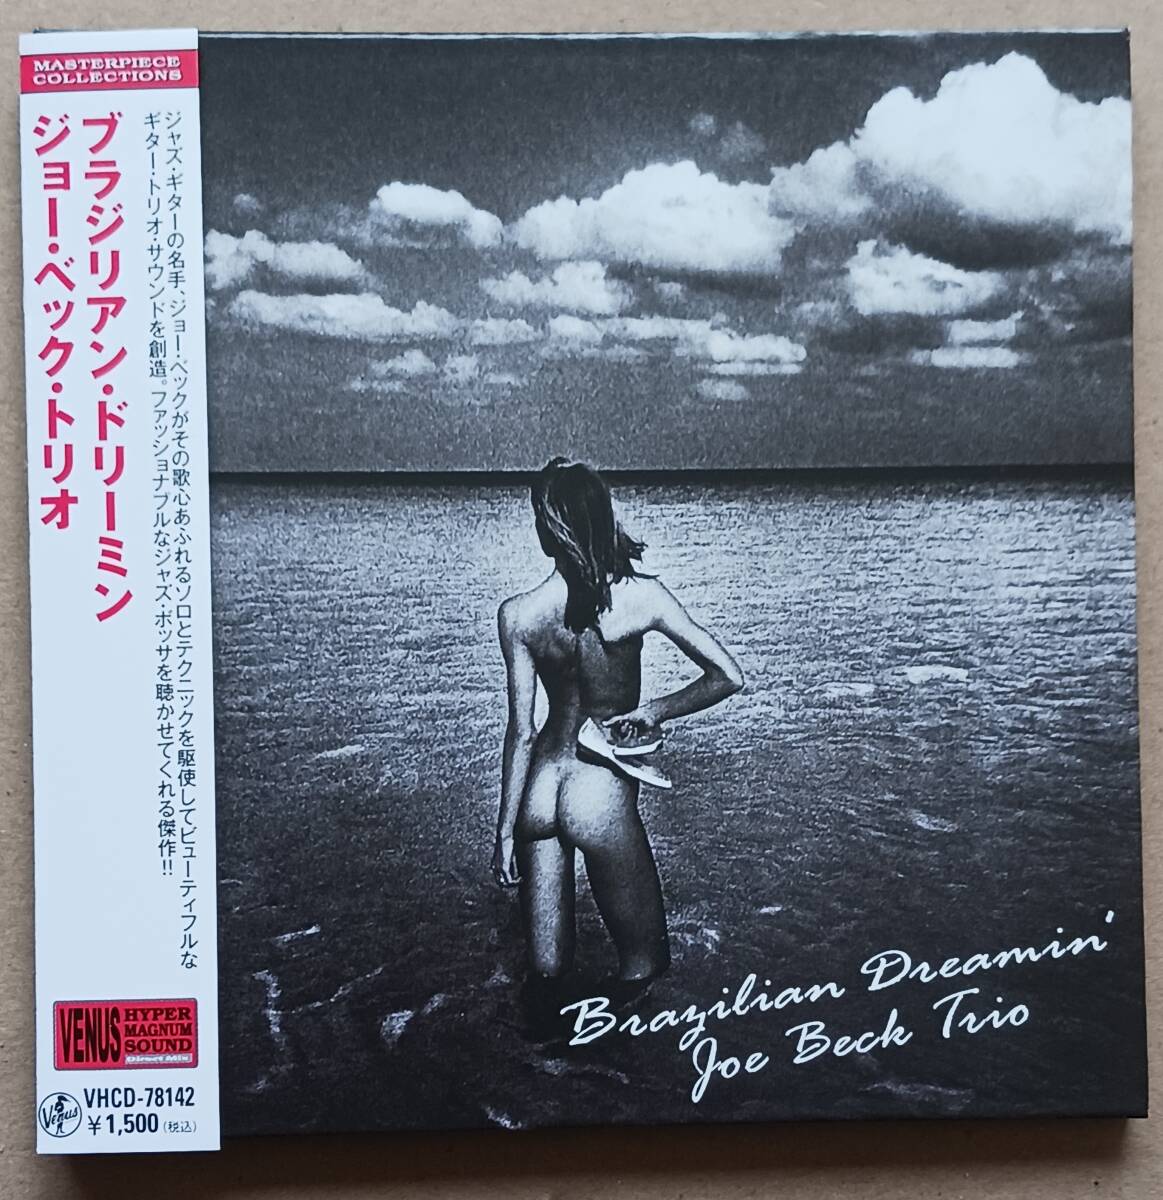 MASTERPIECE
COLLECTIONS
ブラジリアン・ドリーミン
ジョー・ベック・トリオ
ジャズ・ギターの名手、ジョー・ベックがその歌心あふれるソロとテクニックを駆使してビューティフルな
ギター・トリオ・サウンドを創造。ファッショナブルなジャズ・ボッサを聴かせてくれる傑作!!
VENUS
HYPER
MAGNUM
SOUND
Direct Mix
Venus
VHCD-78142
¥1,500(税込)
Brazilian Dreamin'
Joe Beck Trio